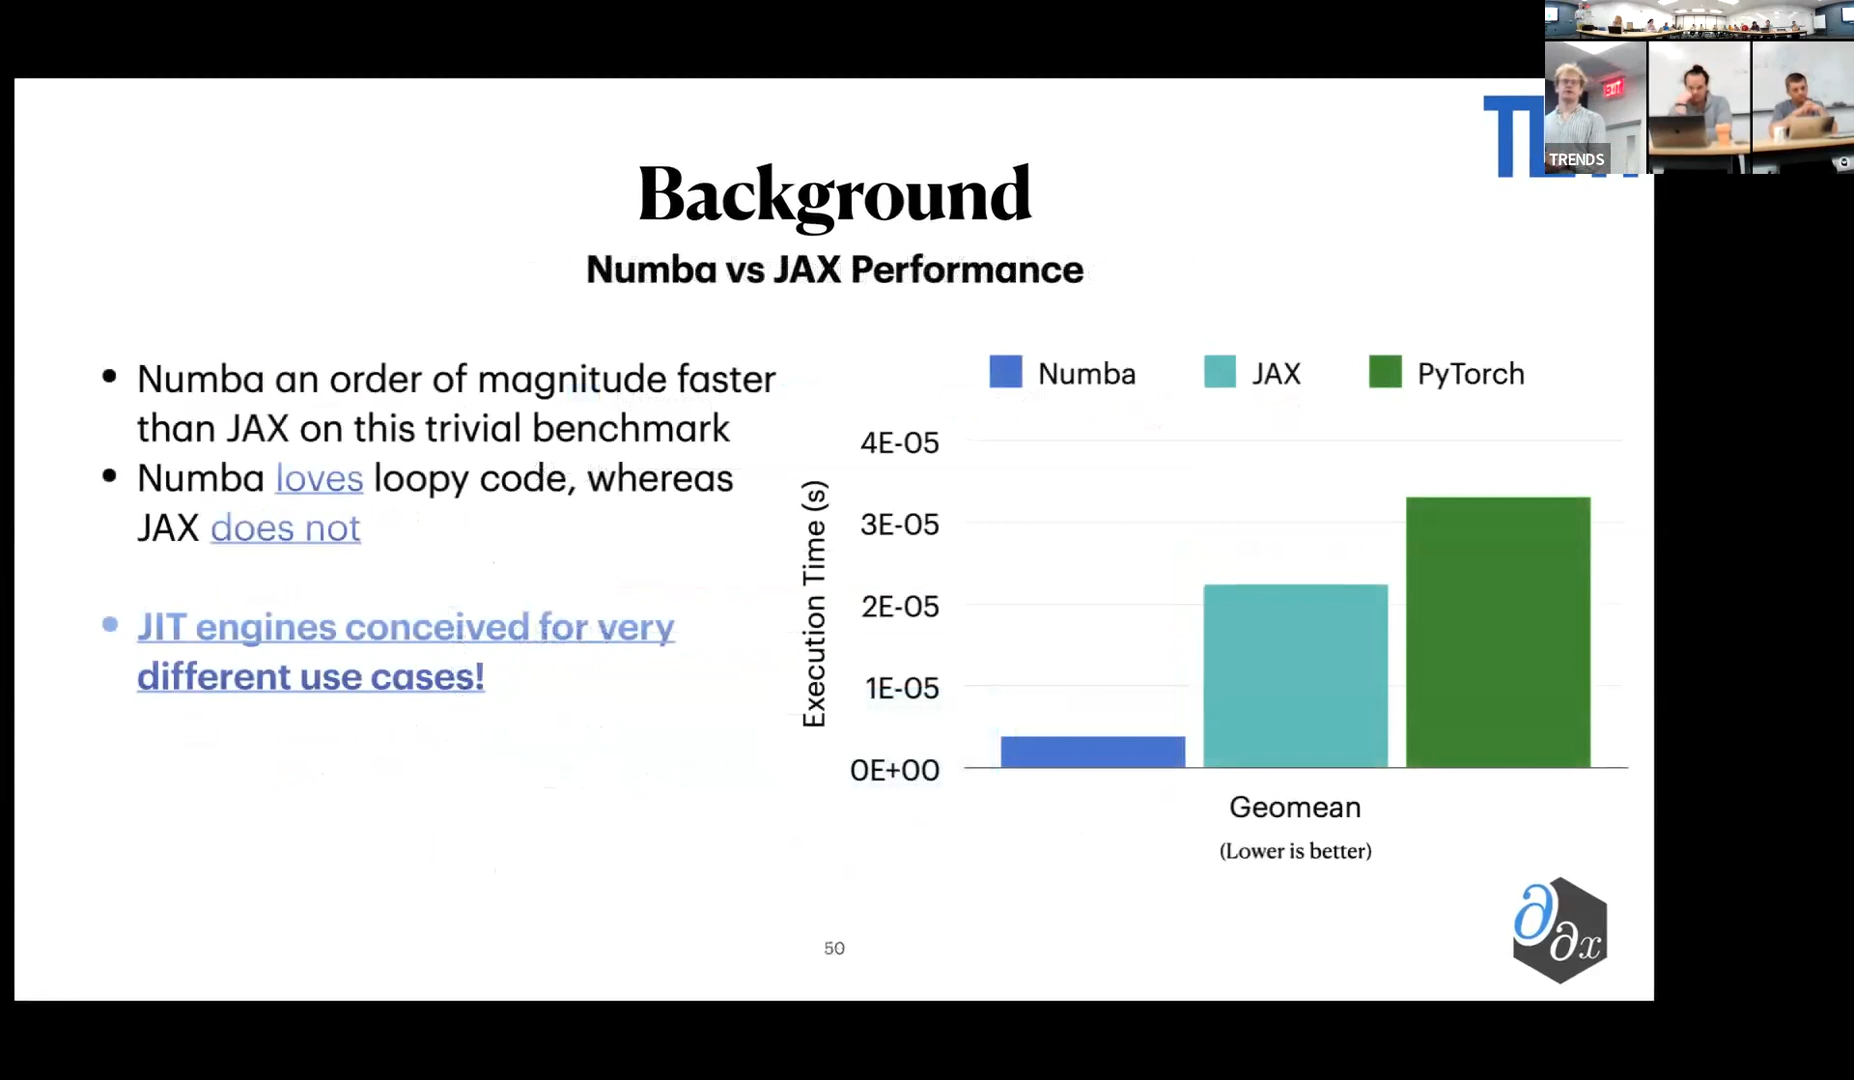 Background
Numba vs JAX Performance
• Numba an order of magnitude faster
than JAX on this trivial benchmark
• Numba loves loopy code, whereas
JAX does not
• JIT engines conceived for very
different use cases!
Numba
JAX
PyTorch
4E-05
3E-05
2E-05
1E-05
0E+00
Execution Time (s)
Geomean
(Lower is better)
50
∂
∂x
EXIT
TRENDS